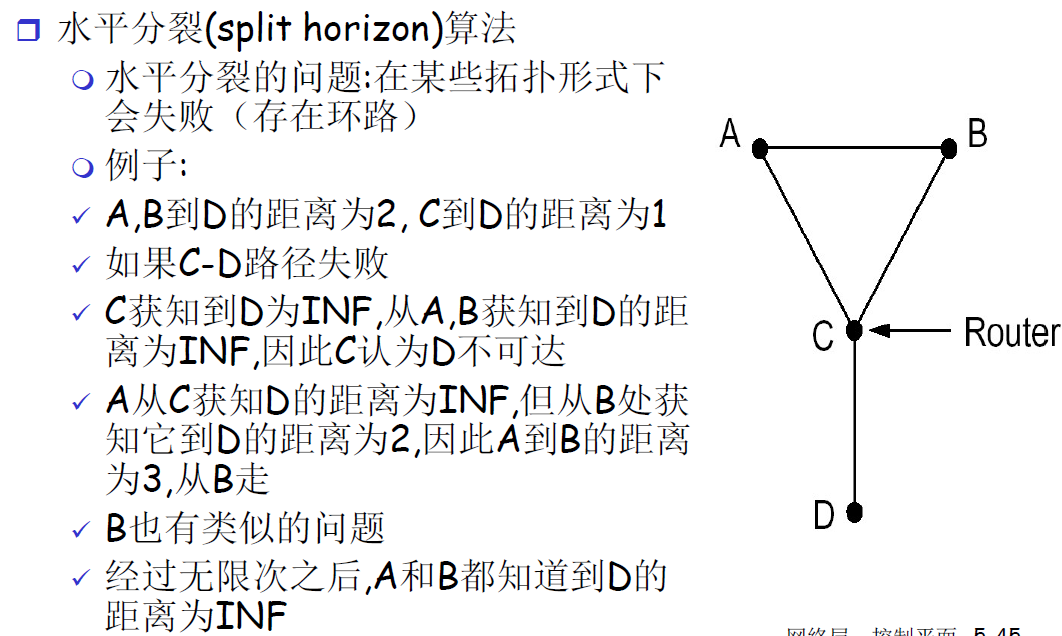 水平分裂(split horizon)算法
水平分裂的问题:在某些拓扑形式下
会失败（存在环路）
例子:
A,B到D的距离为2, C到D的距离为1
如果C-D路径失败
C获知到D为INF,从A,B获知到D的距
离为INF,因此C认为D不可达
A从C获知D的距离为INF,但从B处获
知它到D的距离为2,因此A到B的距离
为3,从B走
B也有类似的问题
经过无限次之后,A和B都知道到D的
距离为INF
A
B
C
Router
D
网络层 控制平面 5-45